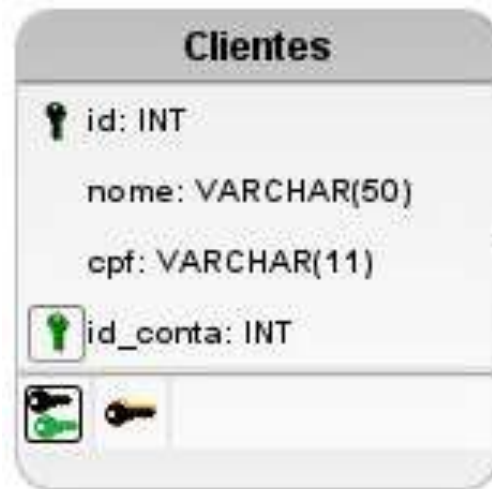 Clientes
id: INT
nome: VARCHAR(50)
cpf: VARCHAR(11)
id_conta: INT